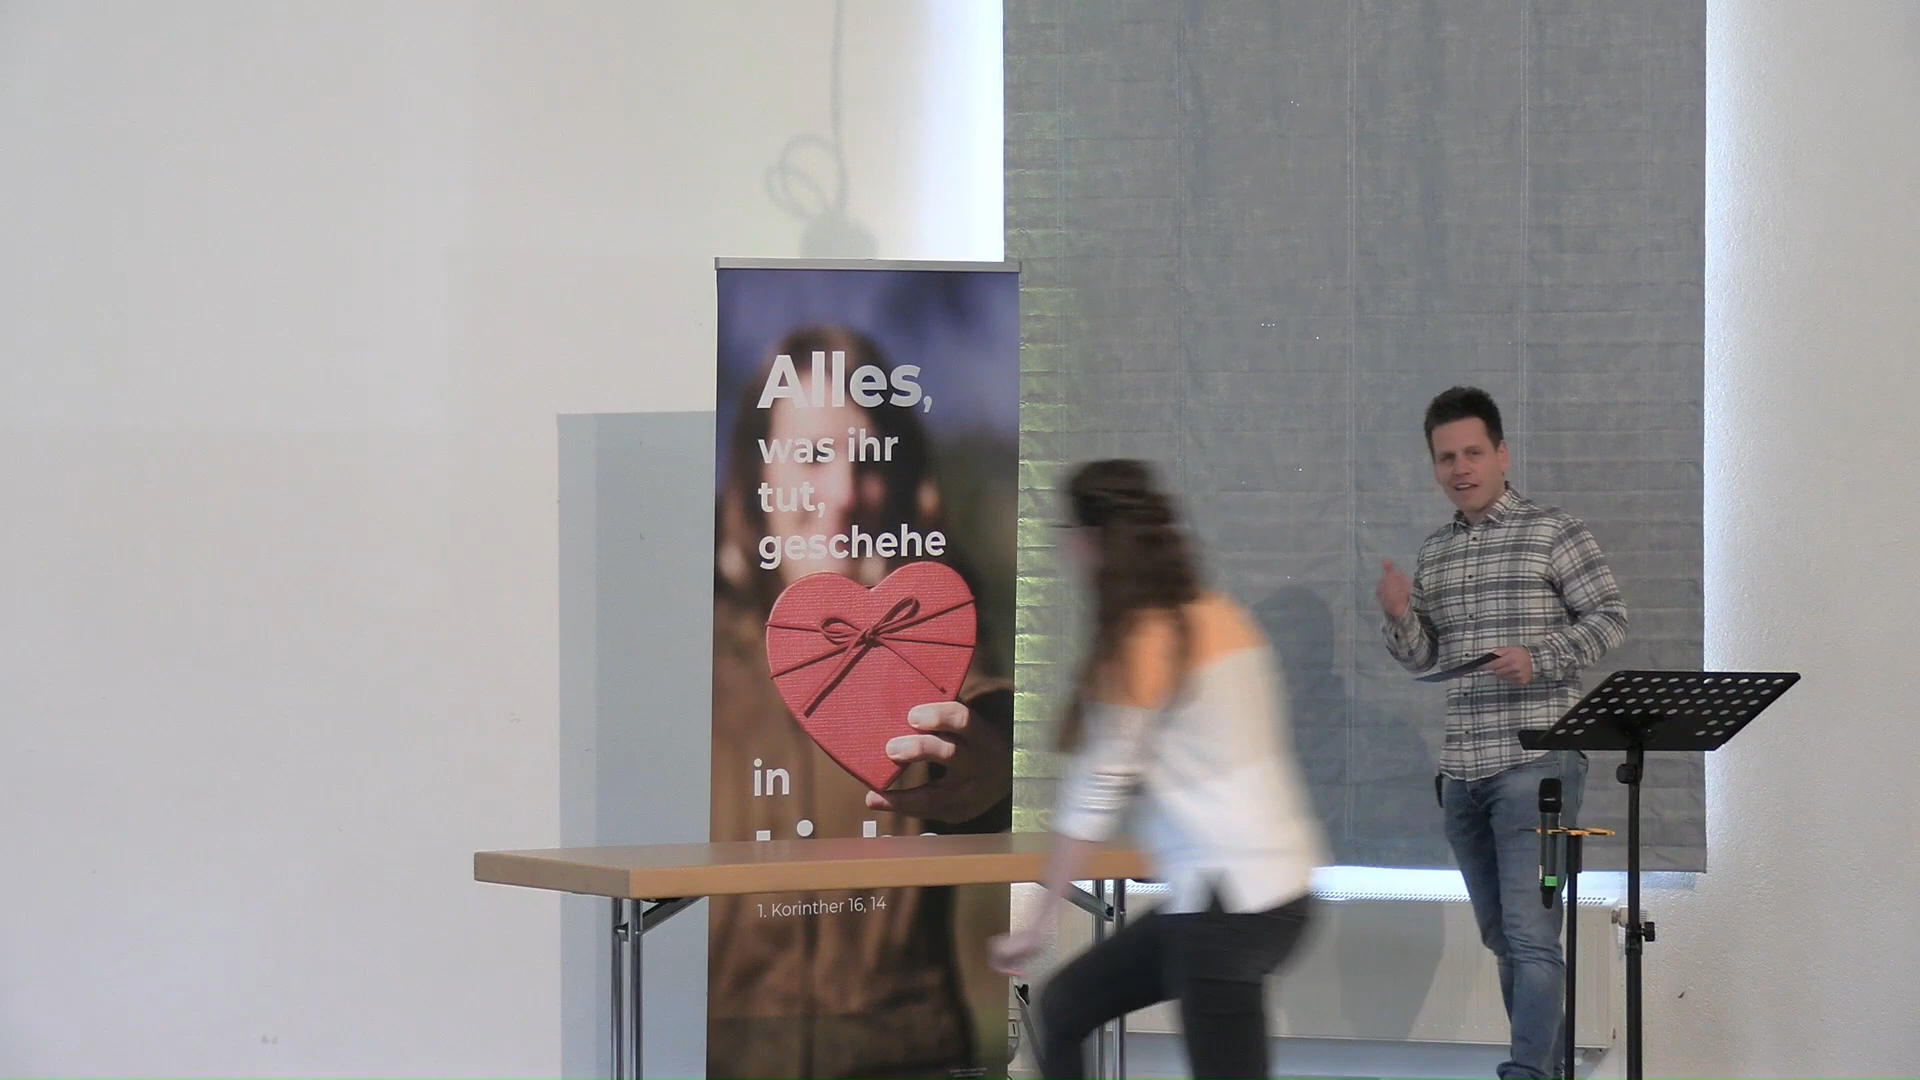 Alles,
was ihr
tut,
geschehe
in
1. Korinther 16, 14